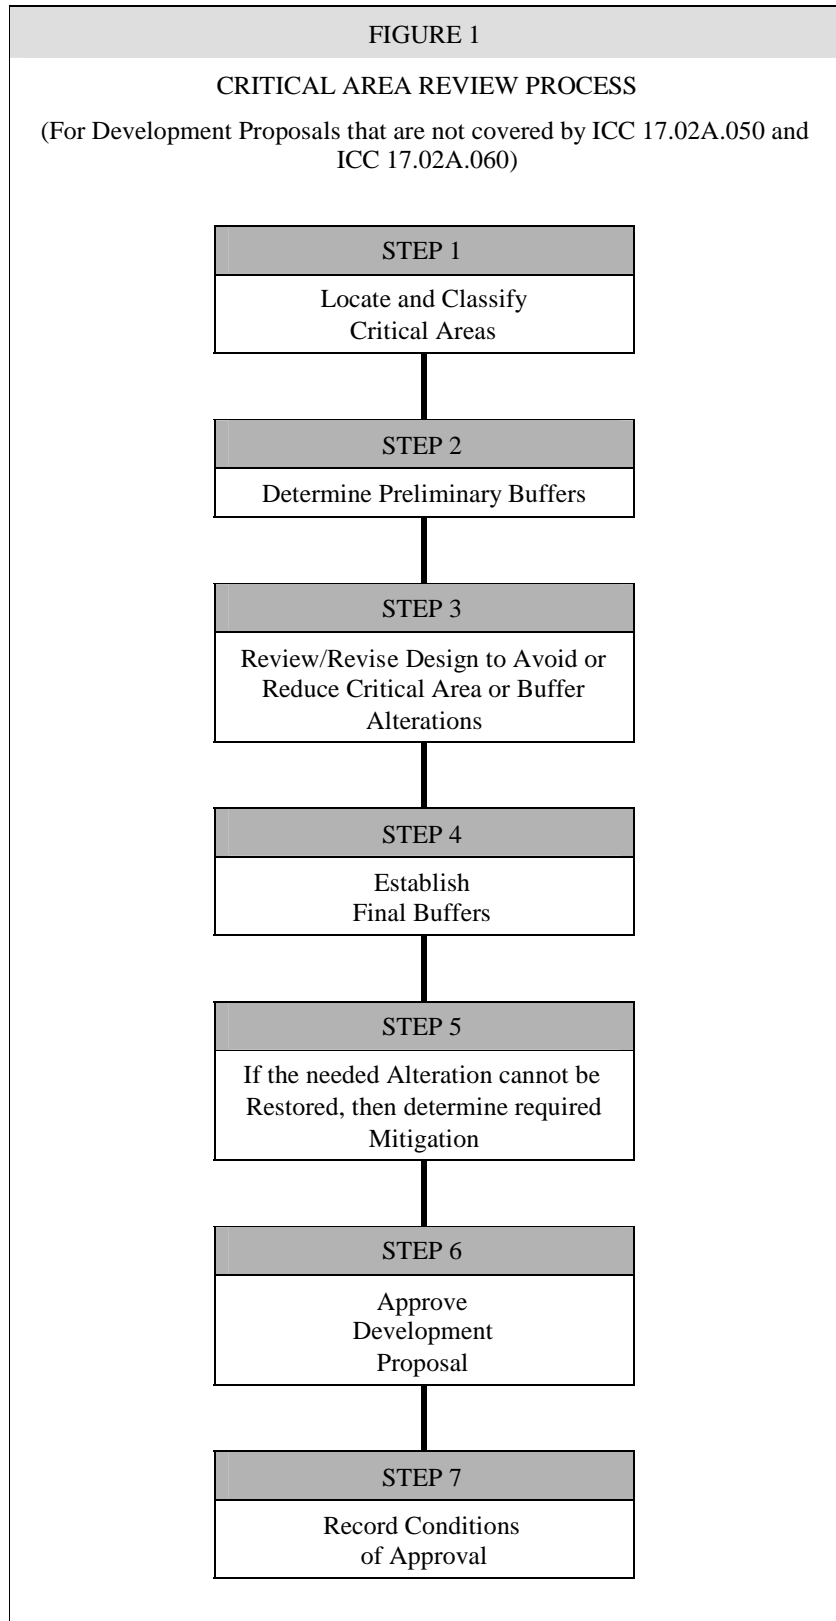 FIGURE 1
CRITICAL AREA REVIEW PROCESS
(For Development Proposals that are not covered by ICC 17.02A.050 and
ICC 17.02A.060)
STEP 1
Locate and Classify
Critical Areas
STEP 2
Determine Preliminary Buffers
STEP 3
Review/Revise Design to Avoid or
Reduce Critical Area or Buffer
Alterations
STEP 4
Establish
Final Buffers
STEP 5
If the needed Alteration cannot be
Restored, then determine required
Mitigation
STEP 6
Approve
Development
Proposal
STEP 7
Record Conditions
of Approval